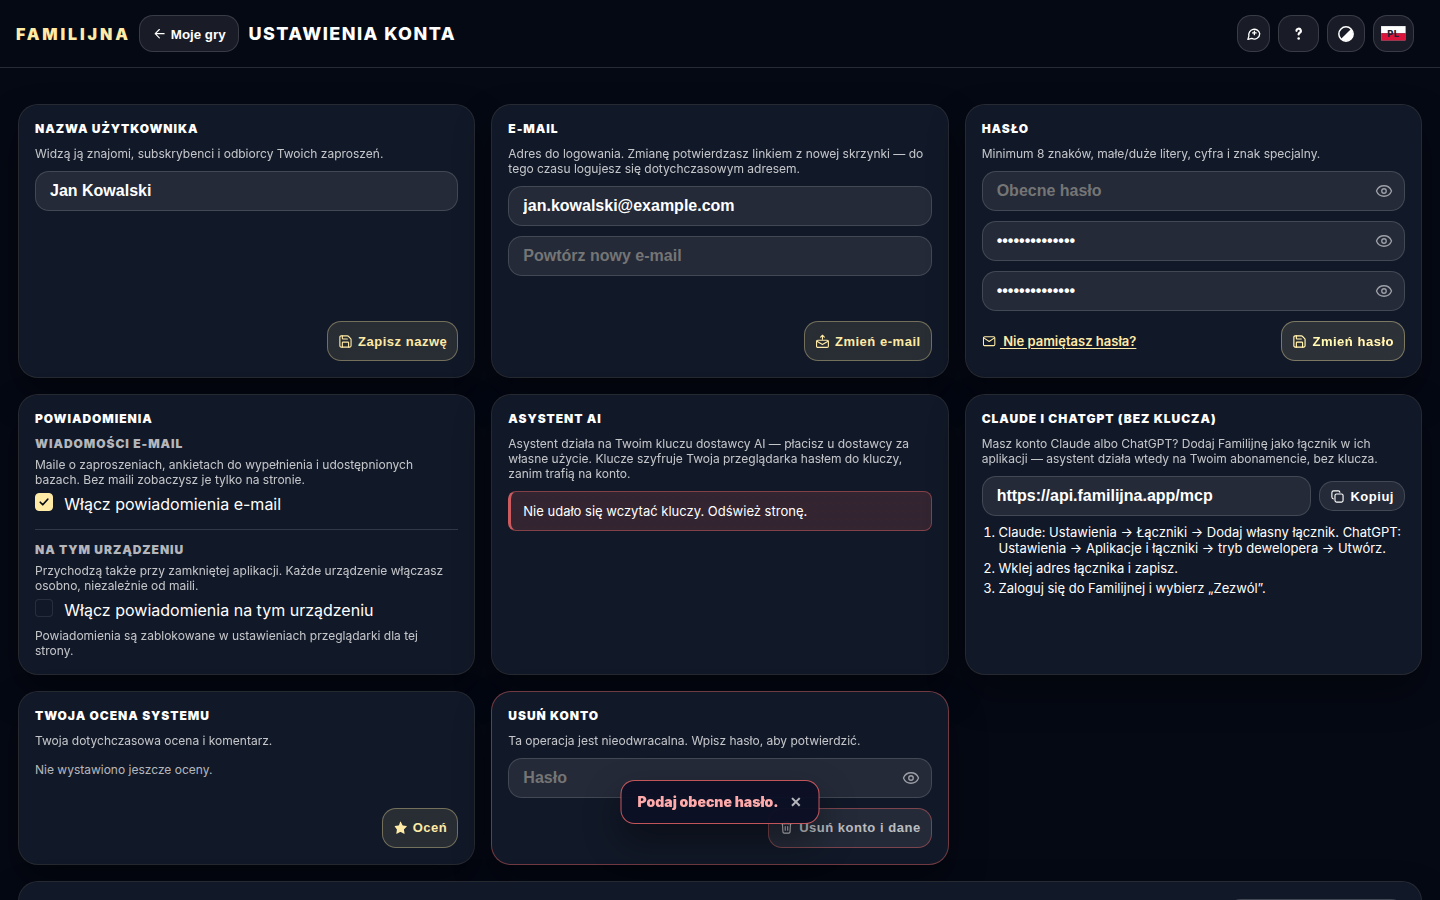 FAMILIJNA
Moje gry
USTAWIENIA KONTA
?
PL
NAZWA UŻYTKOWNIKA
Widzą ją znajomi, subskrybenci i odbiorcy Twoich zaproszeń.
Jan Kowalski
Zapisz nazwę
E-MAIL
Adres do logowania. Zmianę potwierdzasz linkiem z nowej skrzynki — do
tego czasu logujesz się dotychczasowym adresem.
jan.kowalski@example.com
Powtórz nowy e-mail
Zmień e-mail
HASŁO
Minimum 8 znaków, małe/duże litery, cyfra i znak specjalny.
Obecne hasło
••••••••••••••
••••••••••••••
Nie pamiętasz hasła?
Zmień hasło
POWIADOMIENIA
WIADOMOŚCI E-MAIL
Maile o zaproszeniach, ankietach do wypełnienia i udostępnionych
bazach. Bez maili zobaczysz je tylko na stronie.
Włącz powiadomienia e-mail
NA TYM URZĄDZENIU
Przychodzą także przy zamkniętej aplikacji. Każde urządzenie włączasz
osobno, niezależnie od maili.
Włącz powiadomienia na tym urządzeniu
Powiadomienia są zablokowane w ustawieniach przeglądarki dla tej
strony.
ASYSTENT AI
Asystent działa na Twoim kluczu dostawcy AI — płacisz u dostawcy za
własne użycie. Klucze szyfruje Twoja przeglądarka hasłem do kluczy,
zanim trafią na konto.
Nie udało się wczytać kluczy. Odśwież stronę.
CLAUDE I CHATGPT (BEZ KLUCZA)
Masz konto Claude albo ChatGPT? Dodaj Familijnę jako łącznik w ich
aplikacji — asystent działa wtedy na Twoim abonamencie, bez klucza.
https://api.familijna.app/mcp
Kopiuj
1. Claude: Ustawienia → Łączniki → Dodaj własny łącznik. ChatGPT:
Ustawienia → Aplikacje i łączniki → tryb dewelopera → Utwórz.
2. Wklej adres łącznika i zapisz.
3. Zaloguj się do Familijnej i wybierz „Zezwól”.
TWOJA OCENA SYSTEMU
Twoja dotychczasowa ocena i komentarz.
Nie wystawiono jeszcze oceny.
Oceń
USUŃ KONTO
Ta operacja jest nieodwracalna. Wpisz hasło, aby potwierdzić.
Hasło
Podaj obecne hasło. ✕
Usuń konto i dane